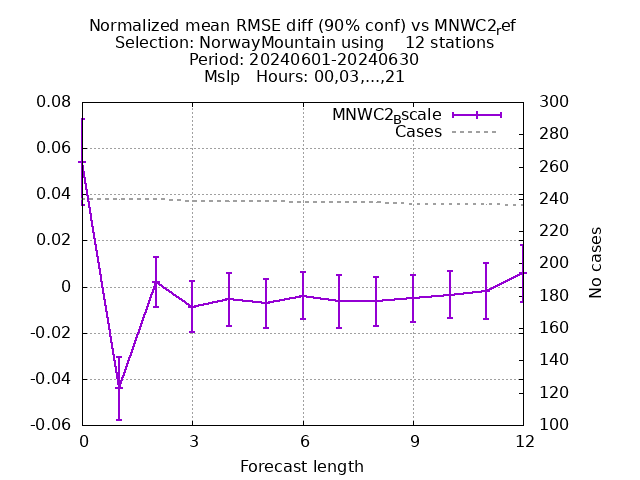 Normalized mean RMSE diff (90% conf) vs MNWC2_ref
Selection: NorwayMountain using    12 stations
Period: 20240601-20240630
Mslp   Hours: 00,03,...,21
MNWC2_Bscale
Cases
0.08
0.06
0.04
0.02
0
-0.02
-0.04
-0.06
300
280
260
240
220
200
180
160
140
120
100
No cases
0 3 6 9 12
Forecast length